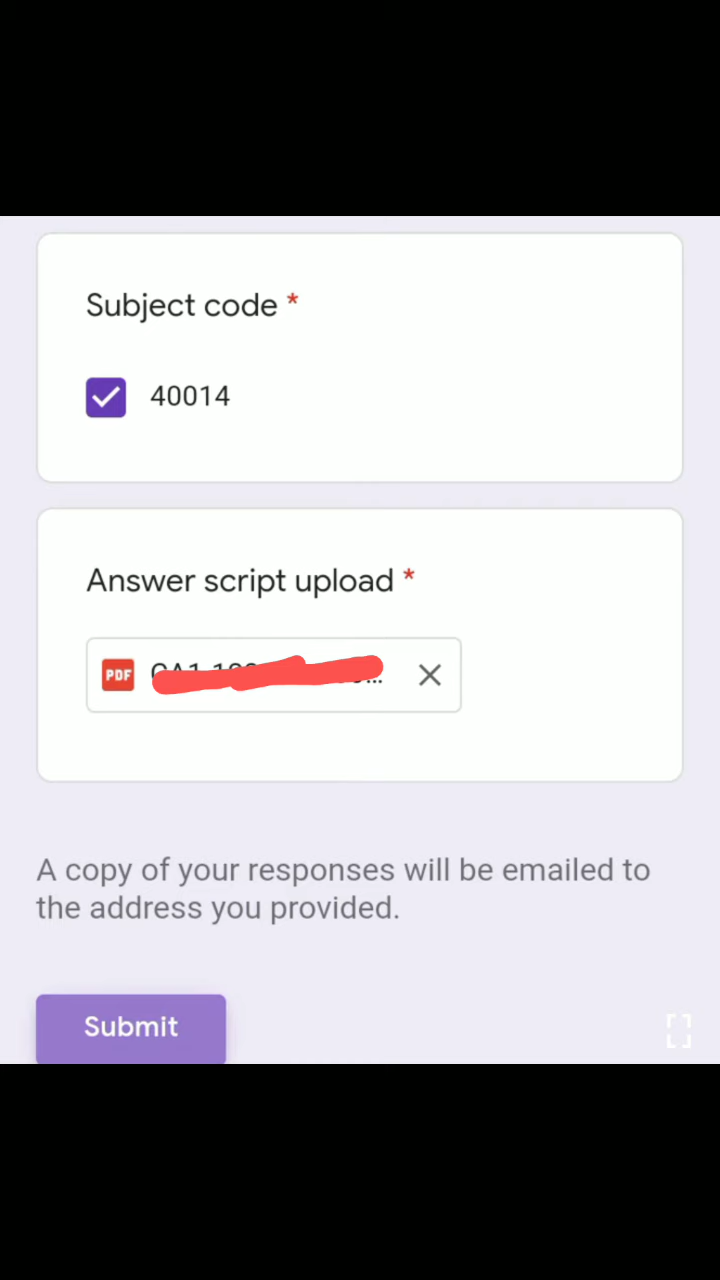 Subject code *
40014
Answer script upload *
PDF
A copy of your responses will be emailed to
the address you provided.
Submit